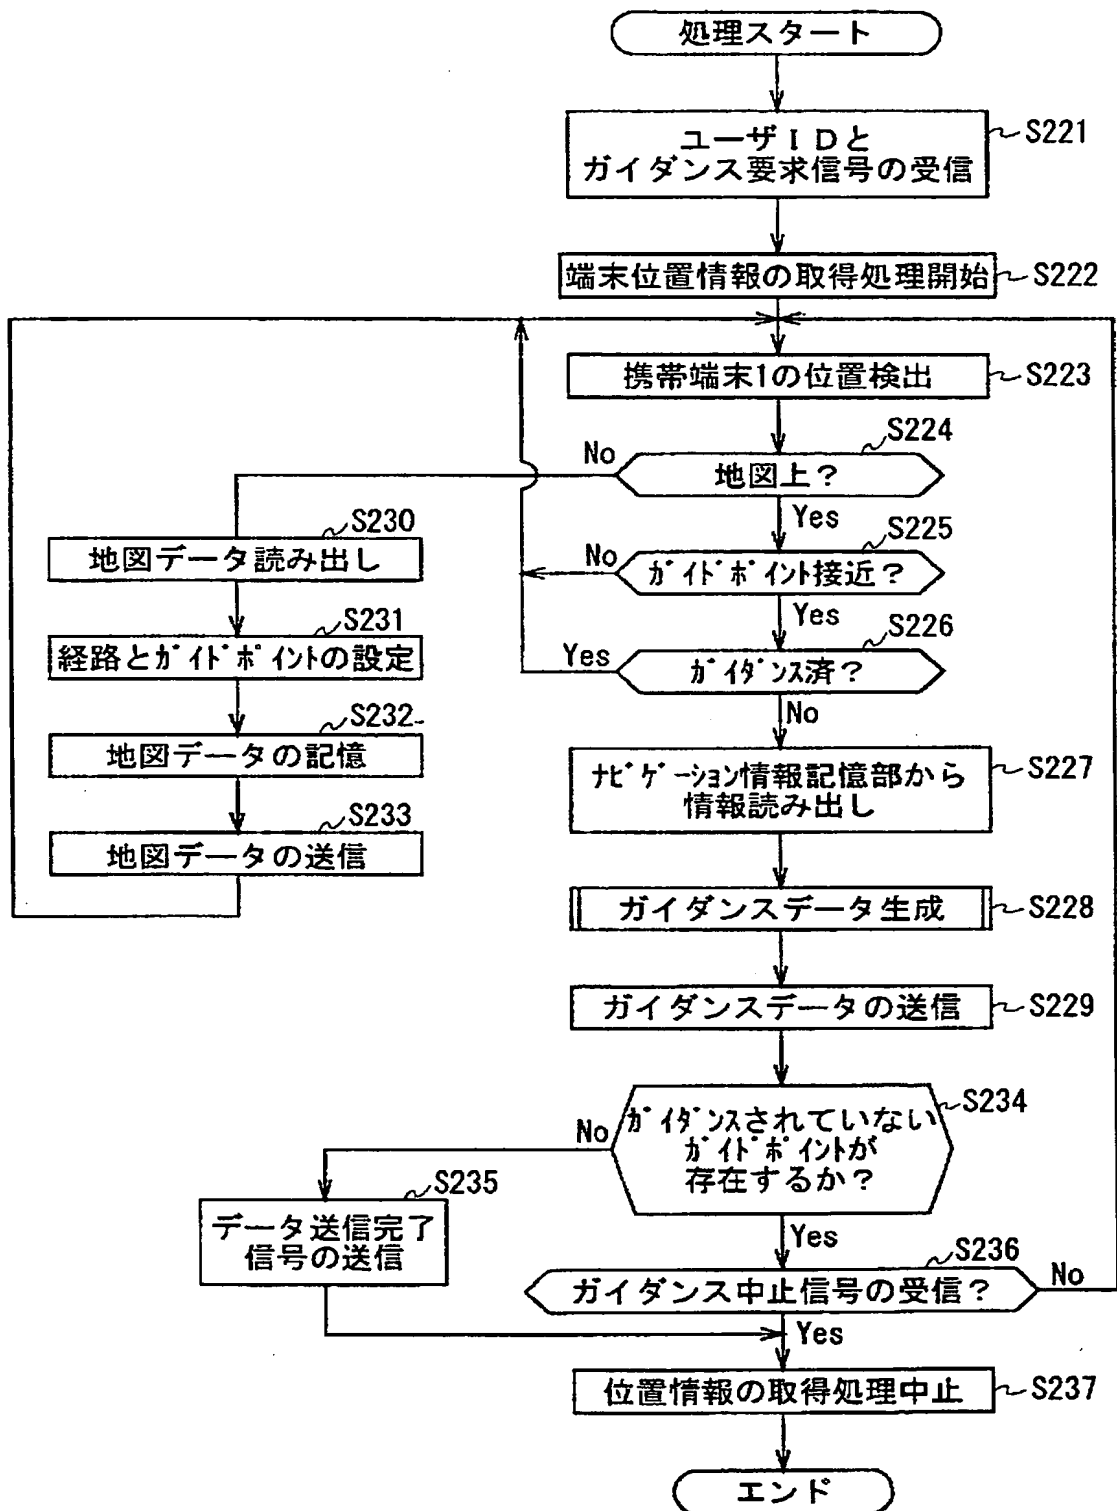 処理スタート
ユーザIDと
ガイダンス要求信号の受信
S221
端末位置情報の取得処理開始
S222
携帯端末1の位置検出
S223
S224
No
地図上?
Yes
S230
地図データ読み出し
S225
No
ガイドポイント接近?
Yes
S231
経路とガイドポイントの設定
S226
Yes
ガイダンス済?
No
S232
地図データの記憶
ナビゲーション情報記憶部から
情報読み出し
S227
S233
地図データの送信
ガイダンスデータ生成
S228
ガイダンスデータの送信
S229
S234
No
ガイダンスされていない
ガイドポイントが
存在するか?
Yes
S235
データ送信完了
信号の送信
S236
ガイダンス中止信号の受信?
No
Yes
位置情報の取得処理中止
S237
エンド